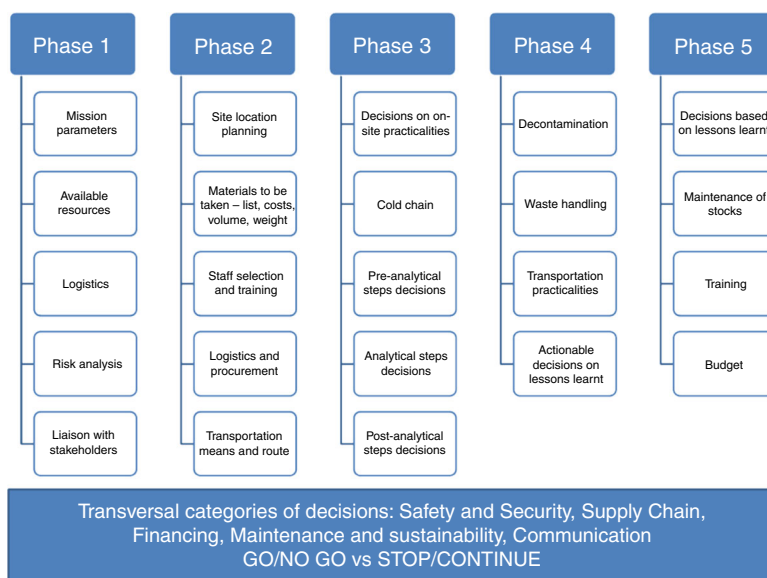 Phase 1
Mission
parameters
Available
resources
Logistics
Risk analysis
Liaison with
stakeholders
Phase 2
Site location
planning
Materials to be
taken – list, costs,
volume, weight
Staff selection
and training
Logistics and
procurement
Transportation
means and route
Phase 3
Decisions on on-
site practicalities
Cold chain
Pre-analytical
steps decisions
Analytical steps
decisions
Post-analytical
steps decisions
Phase 4
Decontamination
Waste handling
Transportation
practicalities
Actionable
decisions on
lessons learnt
Phase 5
Decisions based
on lessons learnt
Maintenance of
stocks
Training
Budget
Transversal categories of decisions: Safety and Security, Supply Chain,
Financing, Maintenance and sustainability, Communication
GO/NO GO vs STOP/CONTINUE